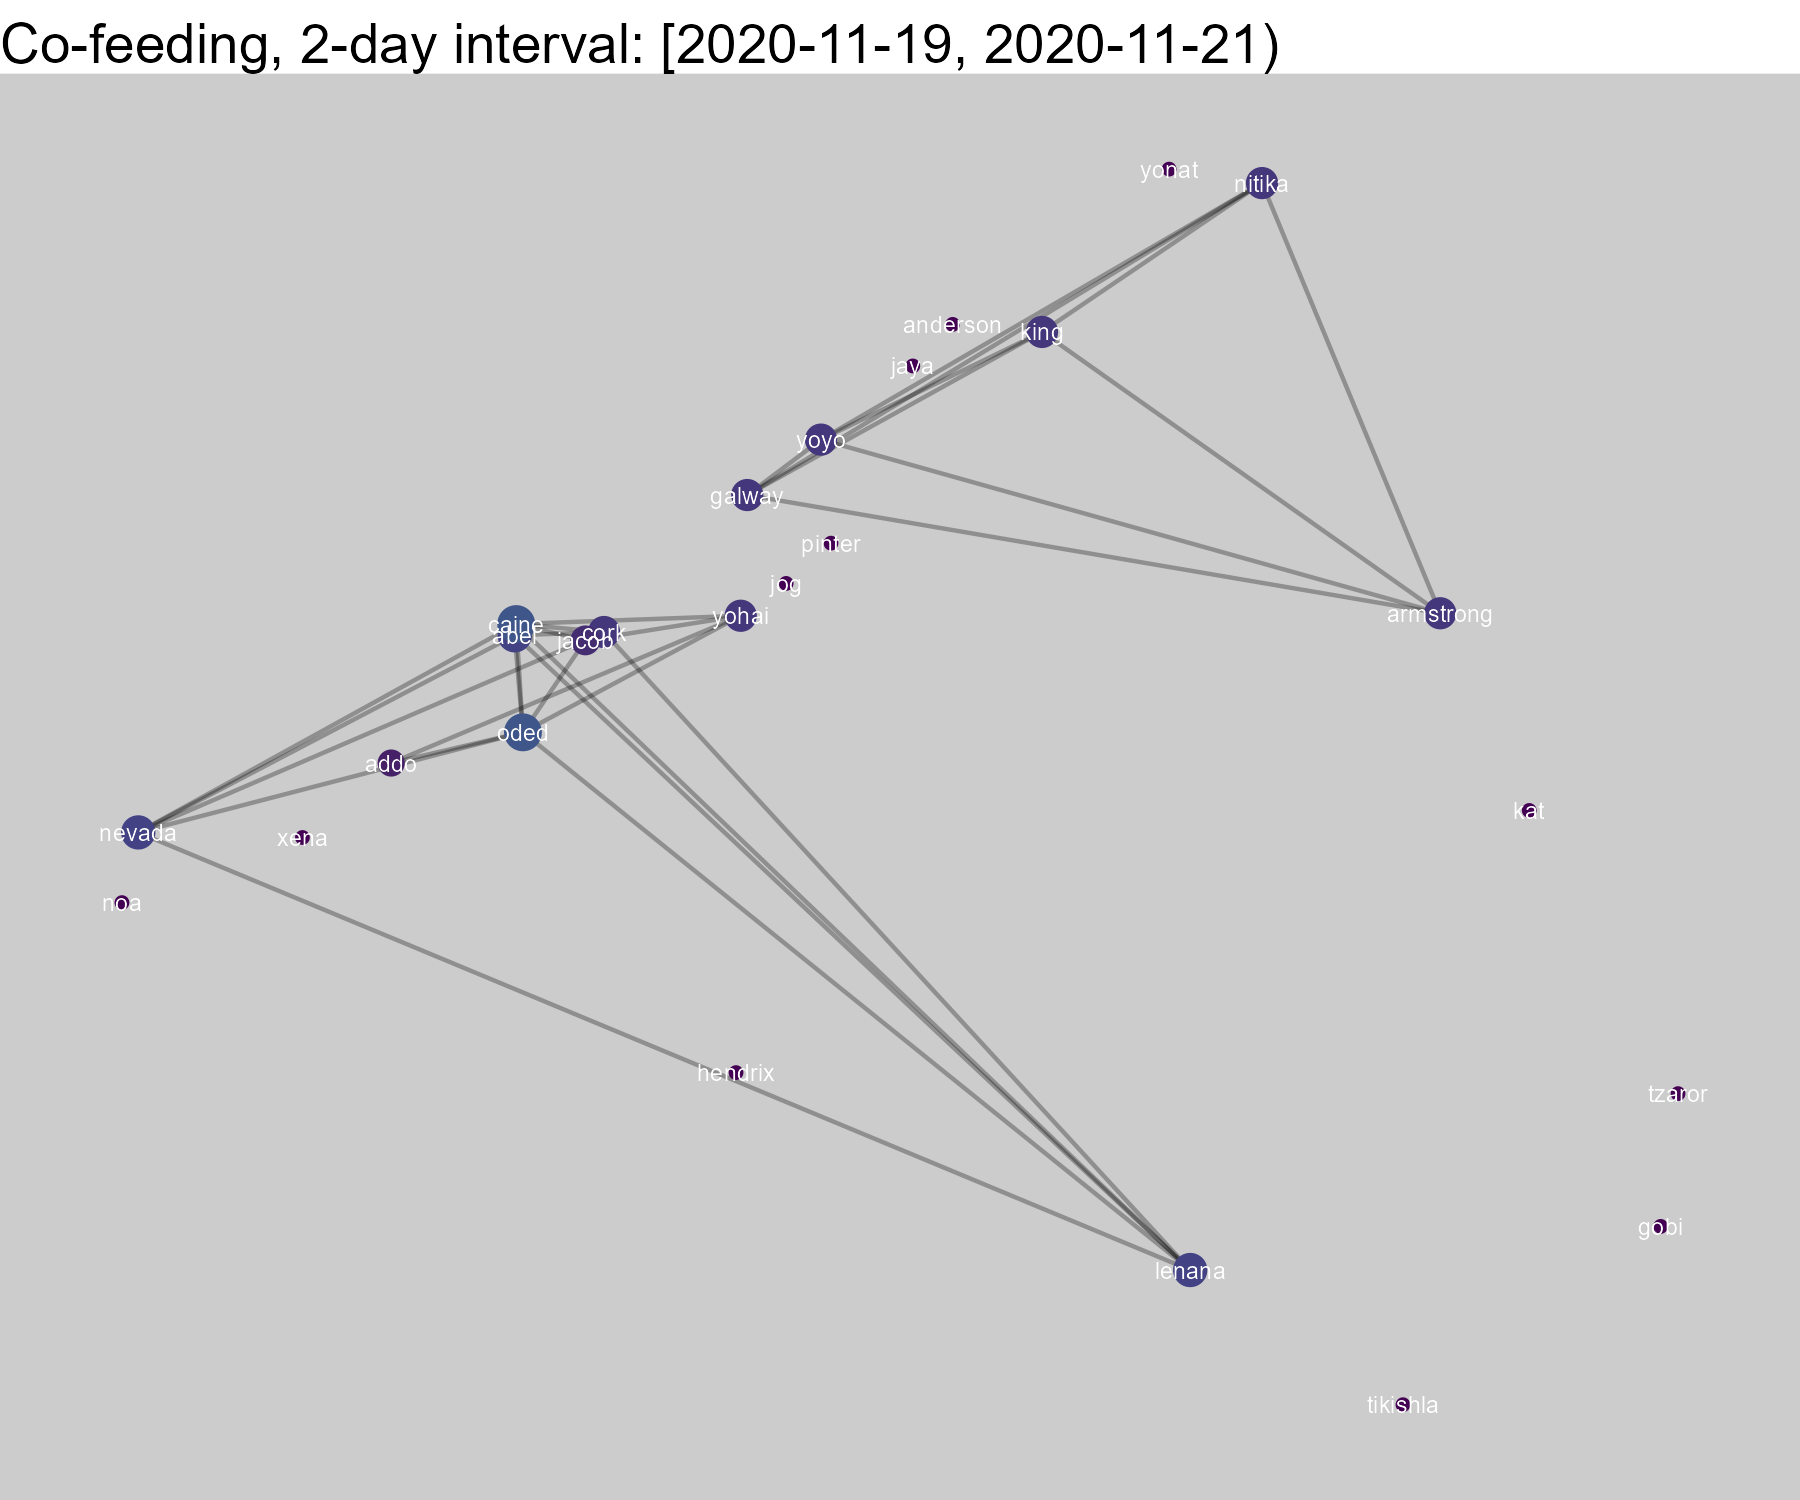 Co-feeding, 2-day interval: [2020-11-19, 2020-11-21)
yonat
nitika
anderson
king
jaya
yoyo
galway
pinter
jog
yohai
armstrong
caine
abel
cork
jacob
oded
addo
kat
nevada
xena
noa
hendrix
tzaror
gobi
lenana
tikishla